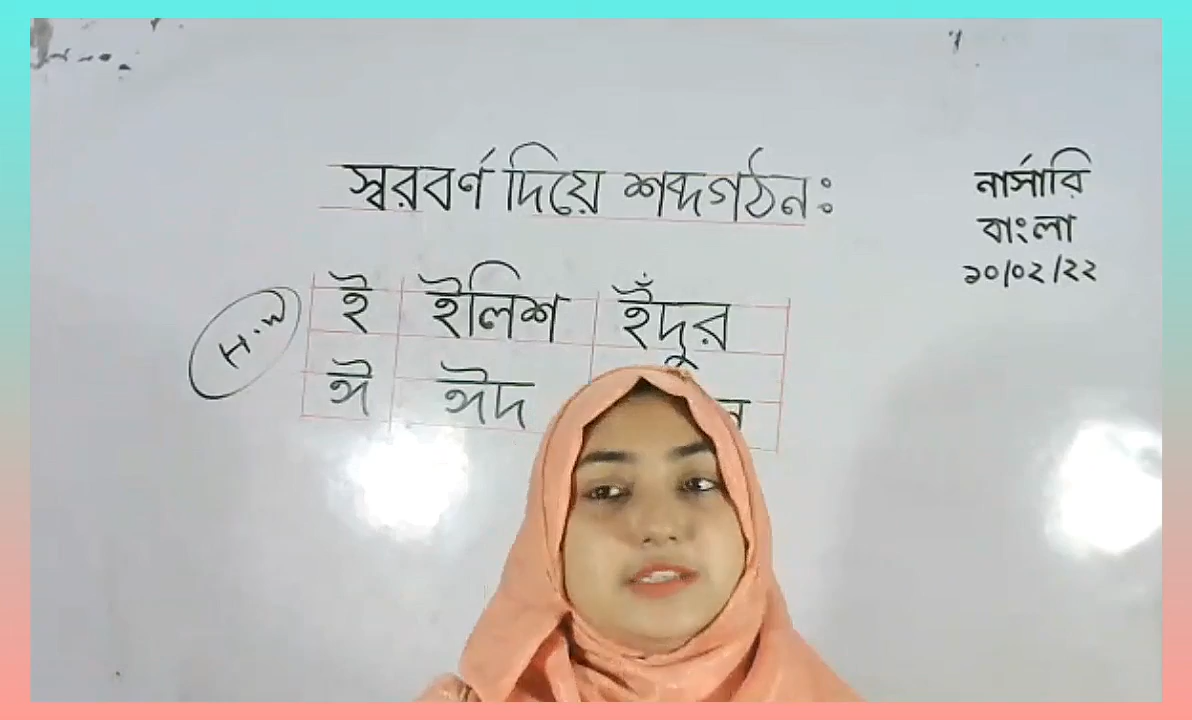 স্বরবর্ণ দিয়ে শব্দগঠন:
নার্সারি
বাংলা
১০/০২/২২
H.W
ই ইলিশ ইঁদুর
ঈ ঈদ